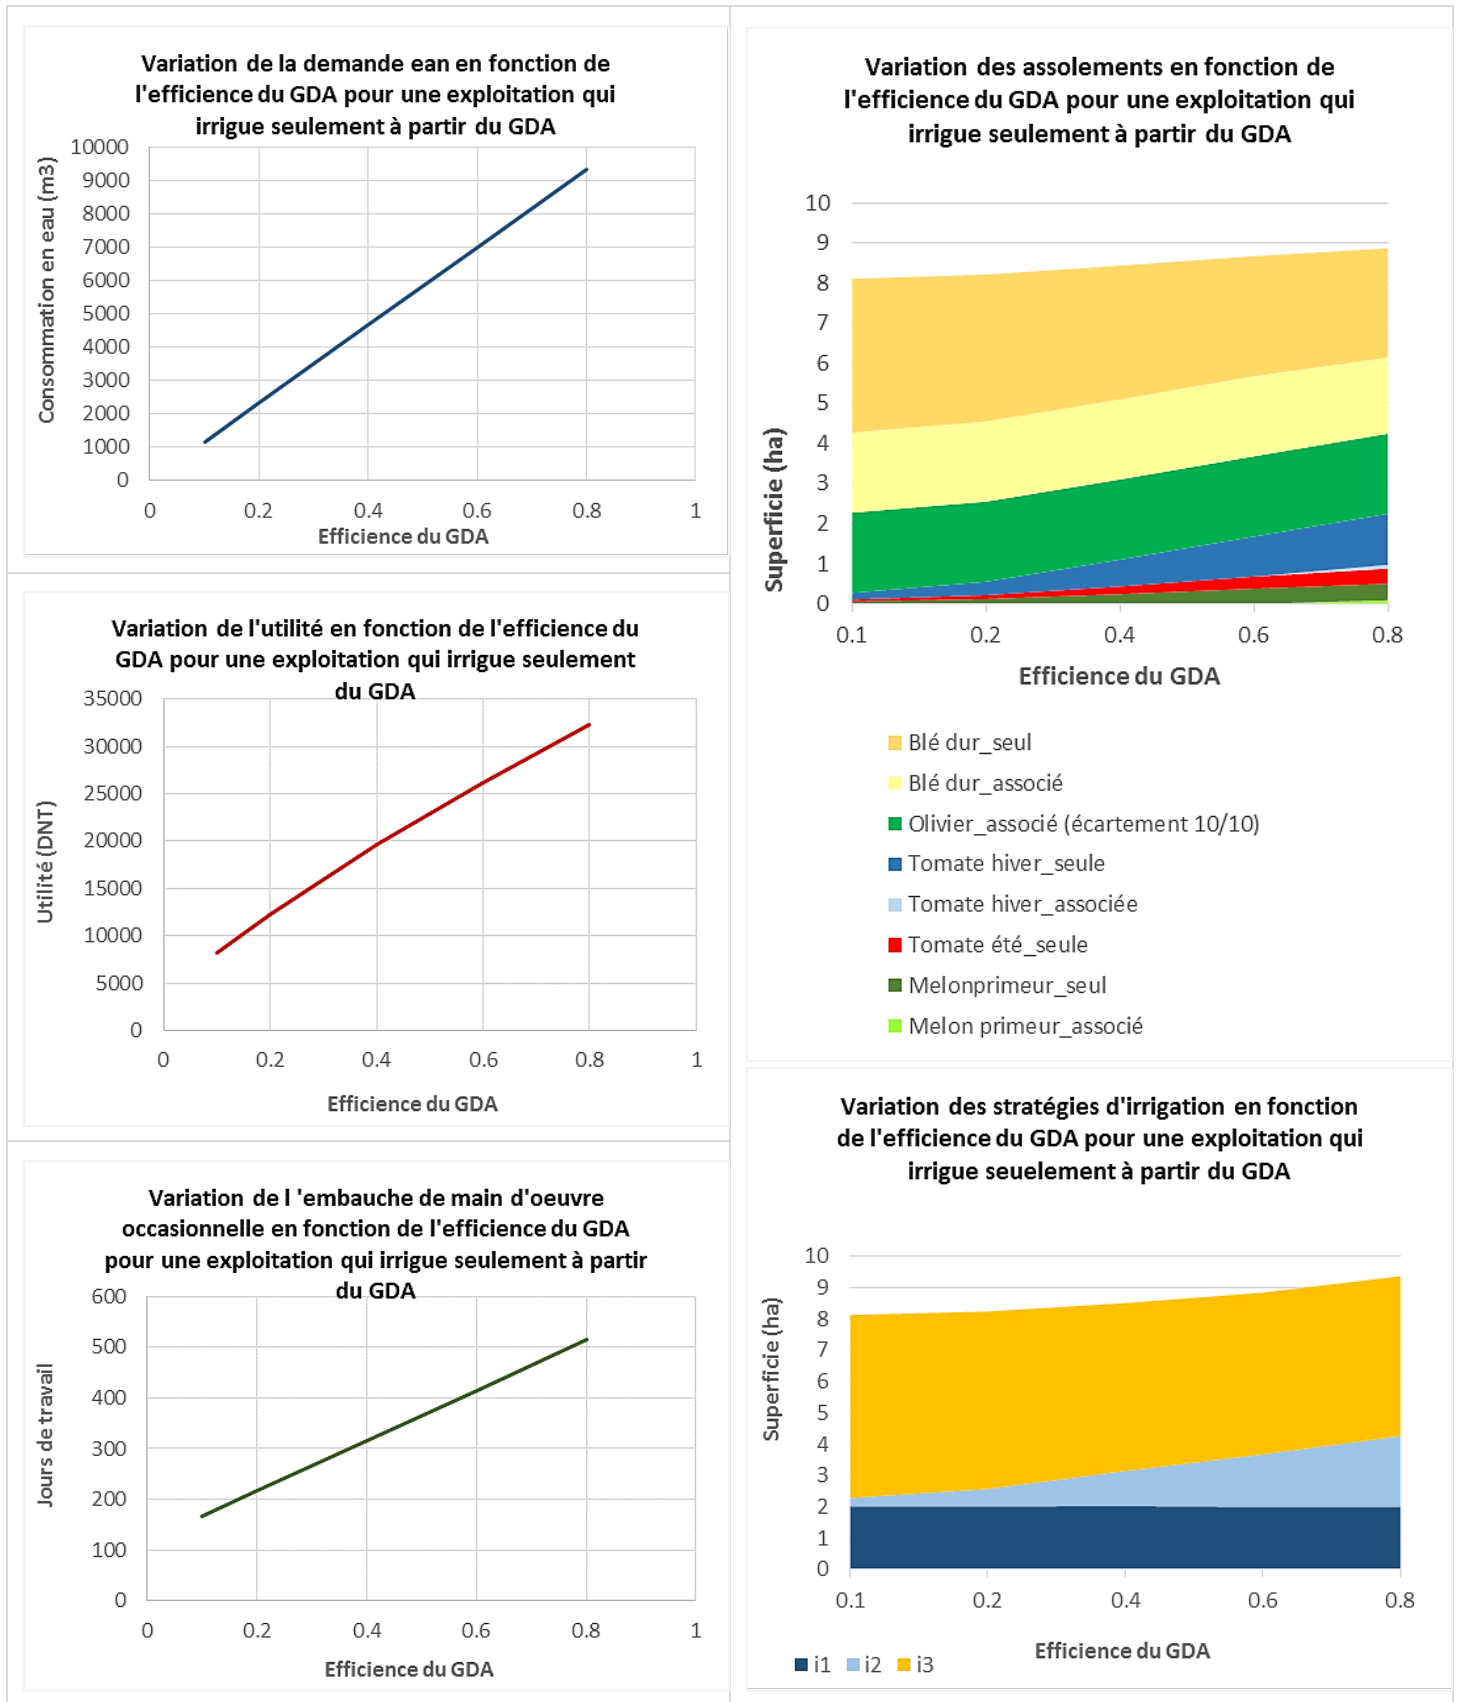 Variation de la demande ean en fonction de
l'efficience du GDA pour une exploitation qui
irrigue seulement à partir du GDA
10000
9000
8000
7000
6000
5000
4000
3000
2000
1000
0
Consommation en eau (m3)
0 0.2 0.4 0.6 0.8 1
Efficience du GDA
Variation de l'utilité en fonction de l'efficience du
GDA pour une exploitation qui irrigue seulement
du GDA
35000
30000
25000
20000
15000
10000
5000
0
Utilité (DNT)
0 0.2 0.4 0.6 0.8 1
Efficience du GDA
Variation de l 'embauche de main d'oeuvre
occasionnelle en fonction de l'efficience du GDA
pour une exploitation qui irrigue seulement à partir
du GDA
600
500
400
300
200
100
0
Jours de travail
0 0.2 0.4 0.6 0.8 1
Efficience du GDA
Variation des assolements en fonction de
l'efficience du GDA pour une exploitation qui
irrigue seulement à partir du GDA
10
9
8
7
6
5
4
3
2
1
0
Superficie (ha)
0.1 0.2 0.4 0.6 0.8
Efficience du GDA
Blé dur_seul
Blé dur_associé
Olivier_associé (écartement 10/10)
Tomate hiver_seule
Tomate hiver_associée
Tomate été_seule
Melonprimeur_seul
Melon primeur_associé
Variation des stratégies d'irrigation en fonction
de l'efficience du GDA pour une exploitation qui
irrigue seuelement à partir du GDA
10
9
8
7
6
5
4
3
2
1
0
Superficie (ha)
0.1 0.2 0.4 0.6 0.8
Efficience du GDA
i1 i2 i3